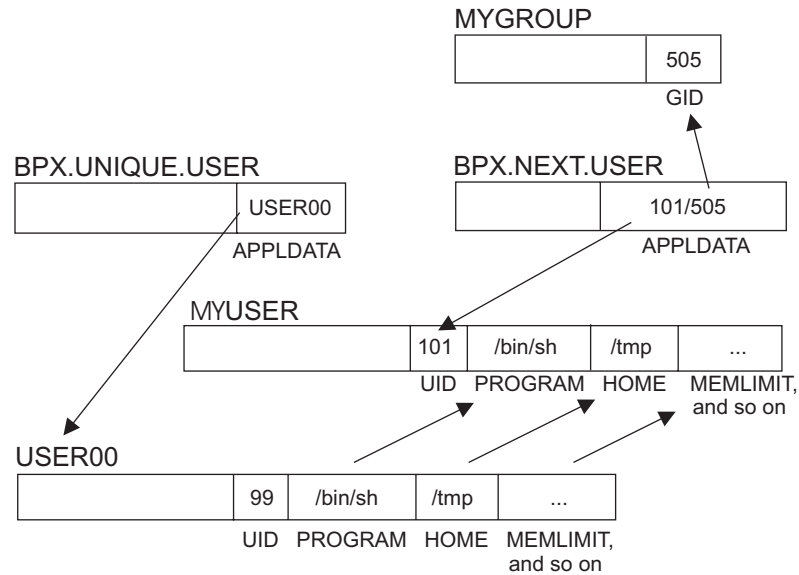 MYGROUP
505
GID
BPX.UNIQUE.USER
BPX.NEXT.USER
USER00
101/505
APPLDATA
APPLDATA
MYUSER
101 /bin/sh /tmp ...
UID PROGRAM HOME MEMLIMIT,
and so on
USER00
99 /bin/sh /tmp ...
UID PROGRAM HOME MEMLIMIT,
and so on